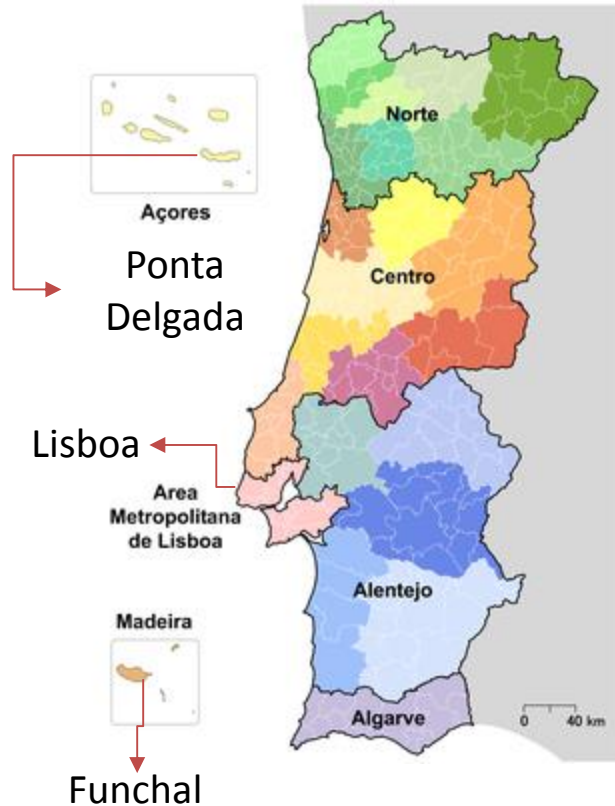 Norte
Açores
Ponta
Delgada
Centro
Lisboa
Area
Metropolitana
de Lisboa
Alentejo
Madeira
Algarve
0 40 km
Funchal